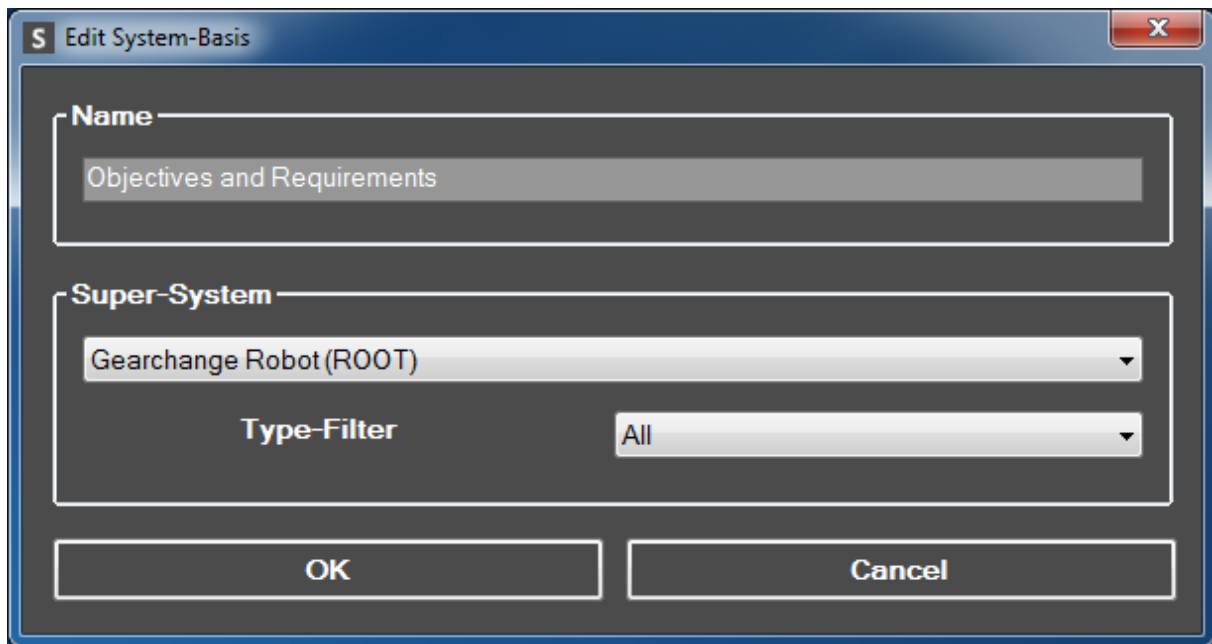 S Edit System-Basis X
Name
Objectives and Requirements
Super-System
Gearchange Robot (ROOT)
Type-Filter All
OK Cancel